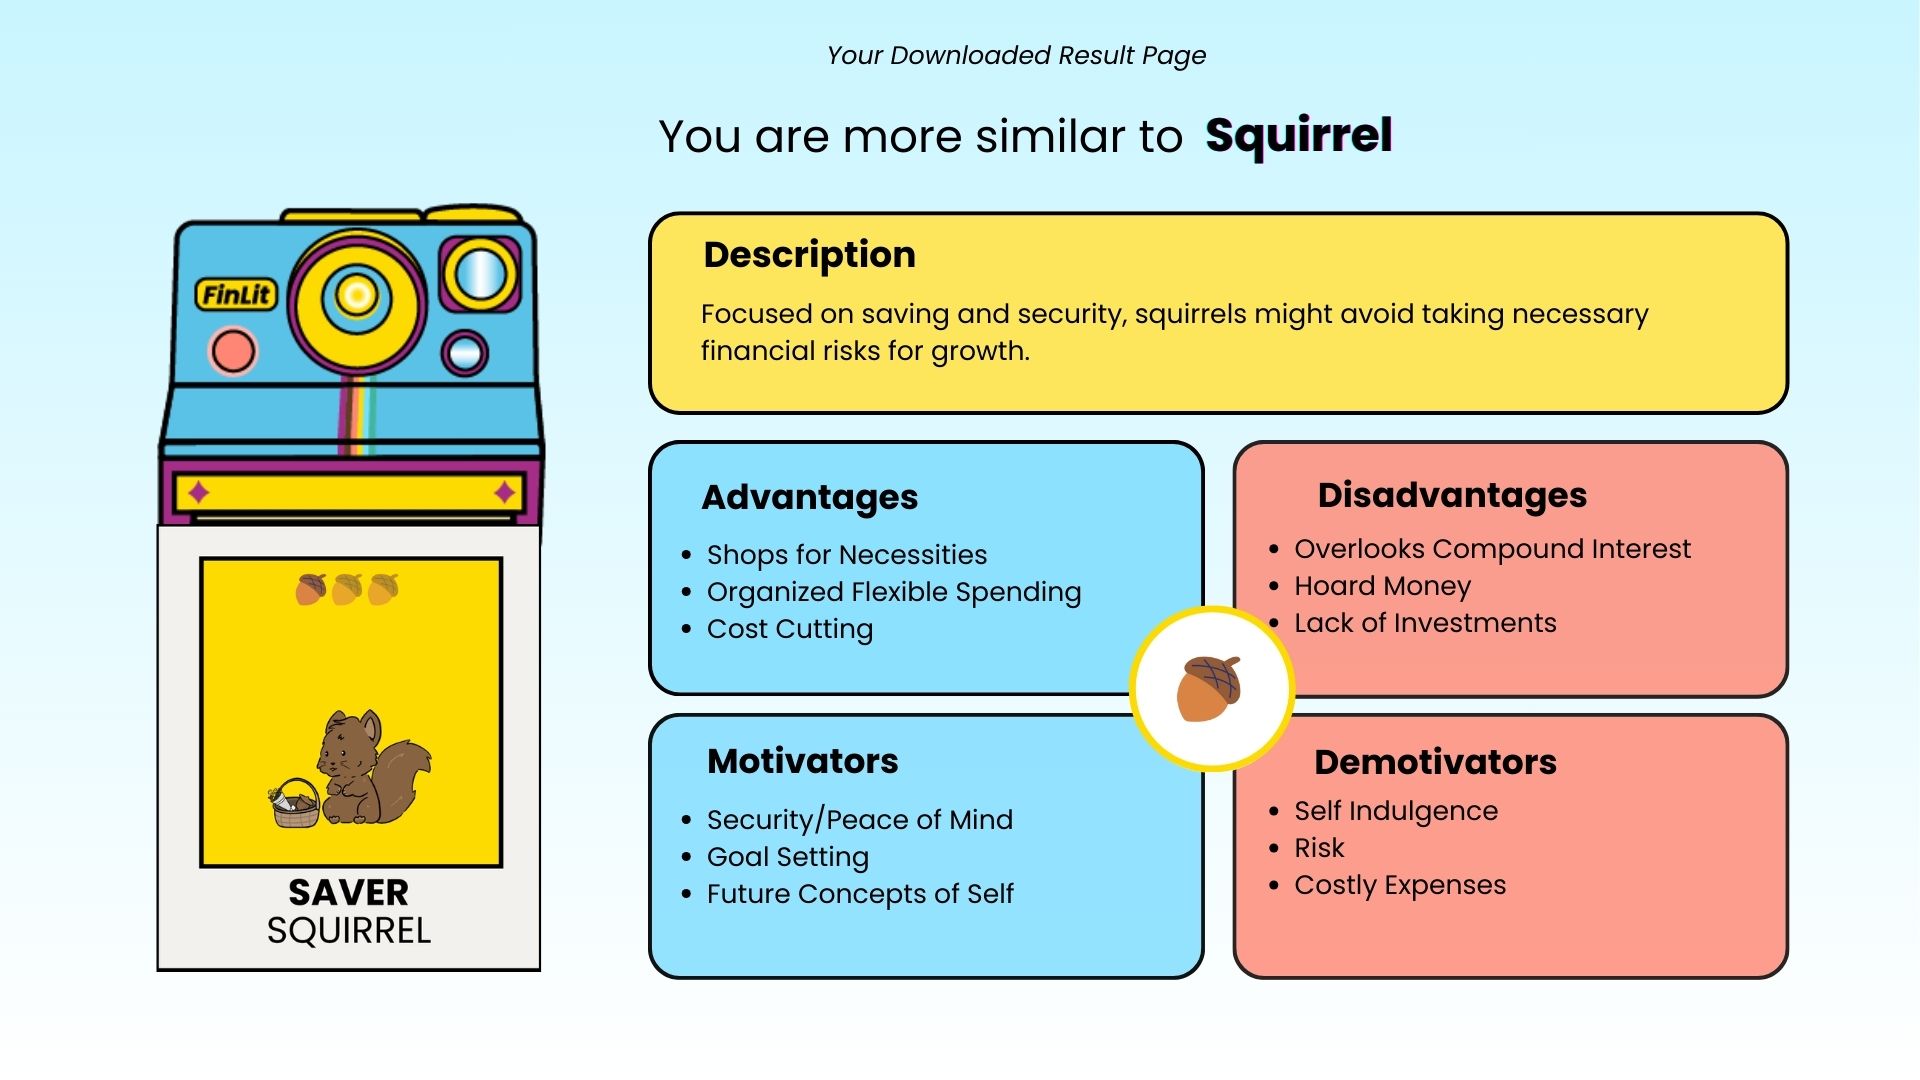 Your Downloaded Result Page
You are more similar to Squirrel
FinLit
SAVER
SQUIRREL
Description
Focused on saving and security, squirrels might avoid taking necessary
financial risks for growth.
Advantages
• Shops for Necessities
• Organized Flexible Spending
• Cost Cutting
Disadvantages
• Overlooks Compound Interest
• Hoard Money
• Lack of Investments
Motivators
• Security/Peace of Mind
• Goal Setting
• Future Concepts of Self
Demotivators
• Self Indulgence
• Risk
• Costly Expenses